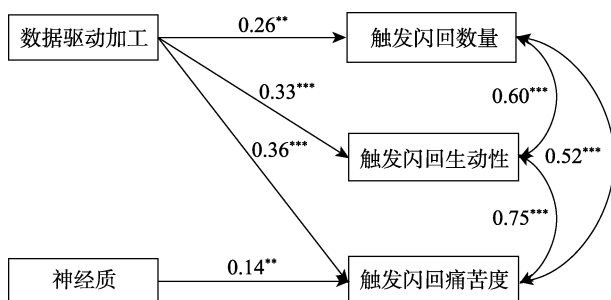 数据驱动加工
0.26**
触发闪回数量
0.33***
0.60***
0.36***
触发闪回生动性
0.52***
0.75***
神经质
0.14**
触发闪回痛苦度